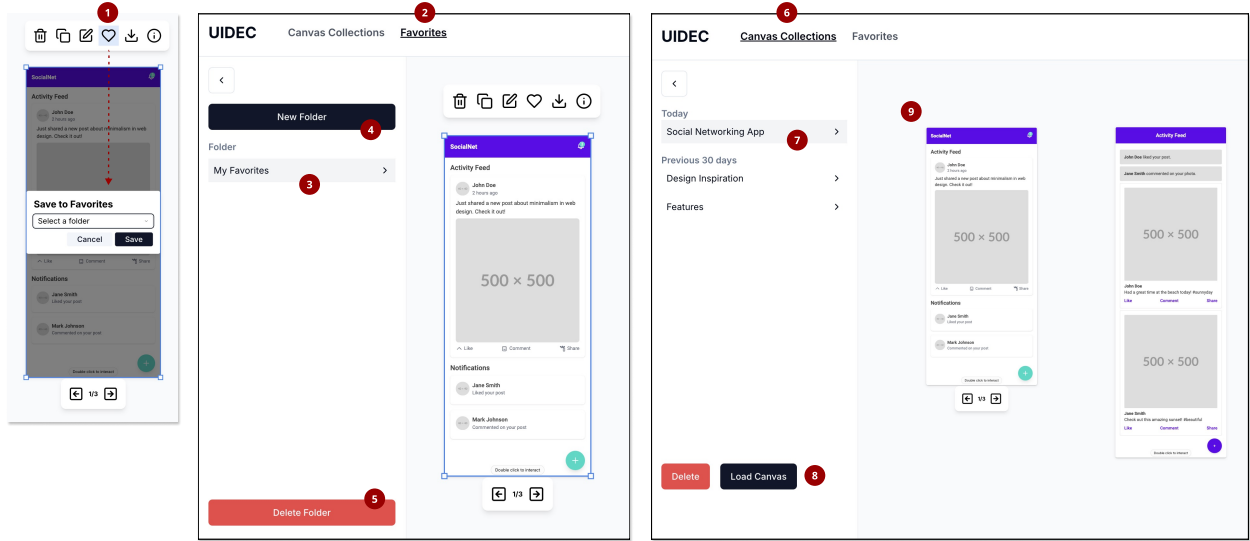 1
SocialNet
Activity Feed
John Doe
2 hours ago
Just shared a new post about minimalism in web
design. Check it out!
Save to Favorites
Select a folder
Cancel Save
Like Comment Share
Notifications
Jane Smith
Liked your post
Mark Johnson
Commented on your post
+
Double click to interact
1/3
2
UIDEC Canvas Collections Favorites
New Folder
4
Folder
My Favorites
3
5
Delete Folder
SocialNet
Activity Feed
John Doe
2 hours ago
Just shared a new post about minimalism in web
design. Check it out!
500 × 500
Like Comment Share
Notifications
Jane Smith
Liked your post
Mark Johnson
Commented on your post
+
Double click to interact
1/3
6
UIDEC Canvas Collections Favorites
Today
Social Networking App
7
Previous 30 days
Design Inspiration
Features
Delete Load Canvas 8
9
SocialNet
Activity Feed
John Doe
2 hours ago
Just shared a new post about minimalism in web
design. Check it out!
500 × 500
Like Comment Share
Notifications
Jane Smith
Liked your post
Mark Johnson
Commented on your post
+
Double click to interact
1/3
Activity Feed
John Doe liked your post.
Jane Smith commented on your photo.
500 × 500
John Doe
Had a great time at the beach today! #sunnyday
Like Comment Share
500 × 500
Jane Smith
Check out this amazing sunset! #beautiful
Like Comment Share
+
Double click to interact